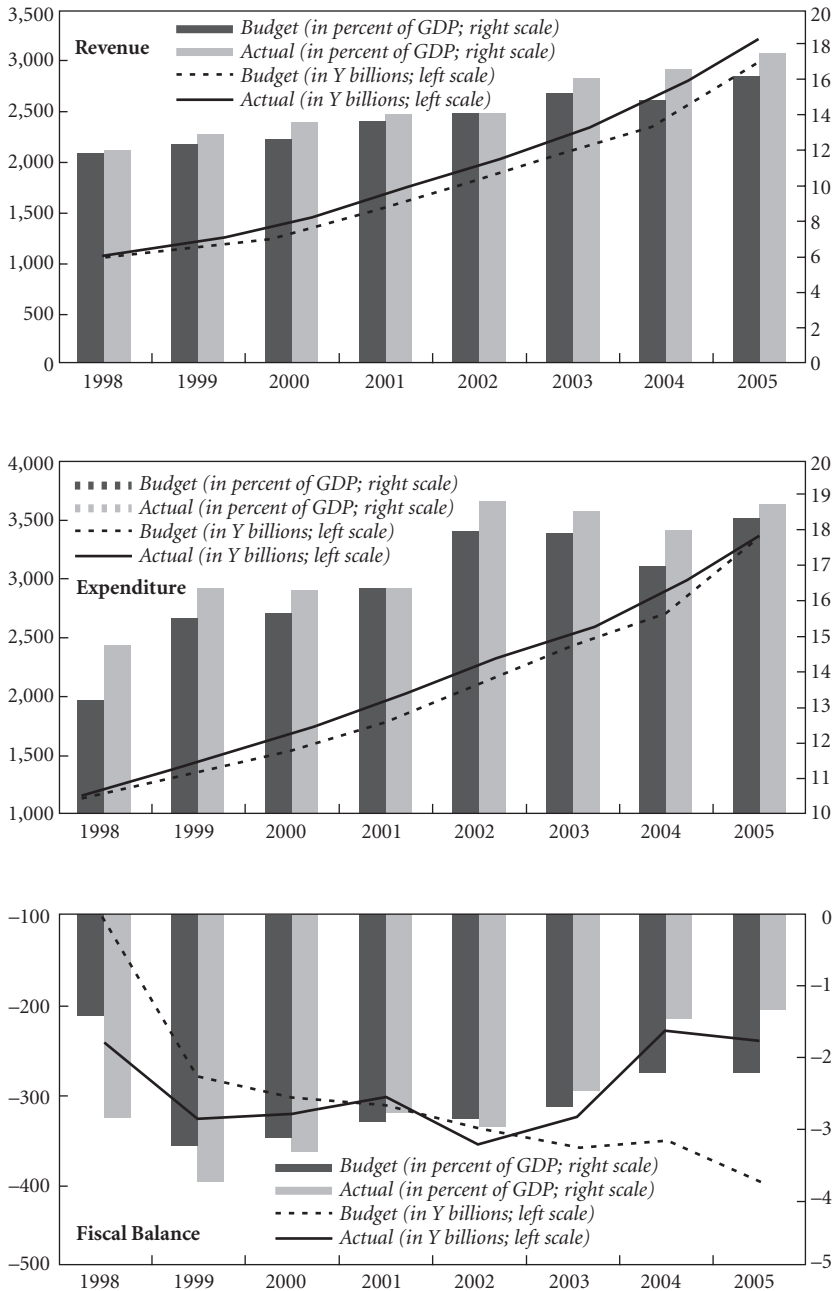 3,500
3,000
2,500
2,000
1,500
1,000
500
0
Revenue
Budget (in percent of GDP; right scale)
Actual (in percent of GDP; right scale)
Budget (in Y billions; left scale)
Actual (in Y billions; left scale)
20
18
16
14
12
10
8
6
4
2
0
1998 1999 2000 2001 2002 2003 2004 2005
4,000
3,500
3,000
2,500
2,000
1,500
1,000
Budget (in percent of GDP; right scale)
Actual (in percent of GDP; right scale)
Budget (in Y billions; left scale)
Actual (in Y billions; left scale)
Expenditure
20
19
18
17
16
15
14
13
12
11
10
1998 1999 2000 2001 2002 2003 2004 2005
–100
–200
–300
–400
–500
0
–1
–2
–3
–4
–5
Budget (in percent of GDP; right scale)
Actual (in percent of GDP; right scale)
Budget (in Y billions; left scale)
Actual (in Y billions; left scale)
Fiscal Balance
1998 1999 2000 2001 2002 2003 2004 2005